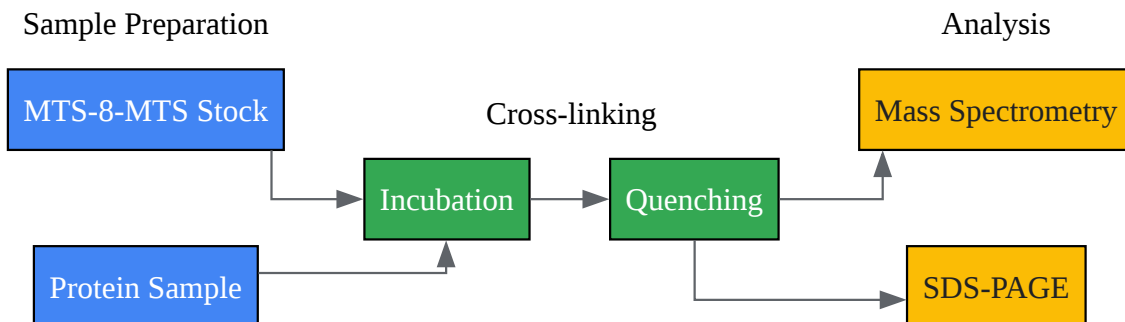 Sample Preparation
Analysis
MTS-8-MTS Stock
Mass Spectrometry
Cross-linking
Incubation
Quenching
Protein Sample
SDS-PAGE